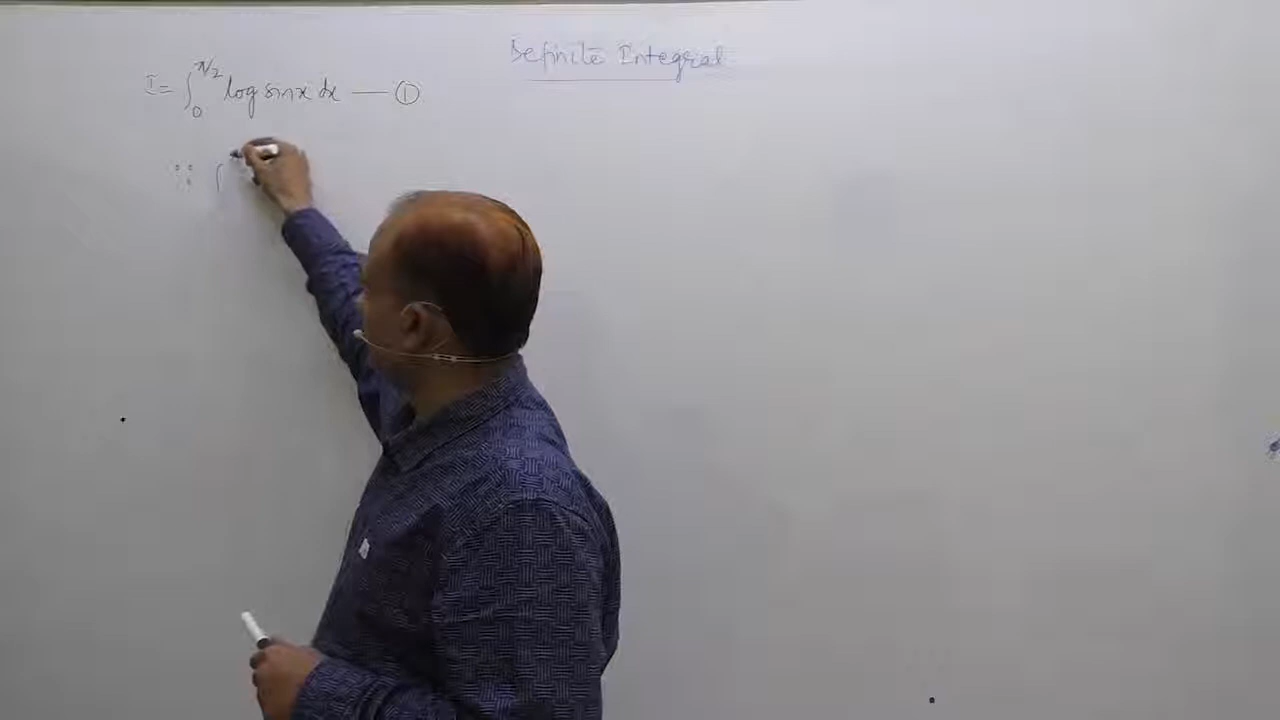 Definite Integral
I = ∫₀^π/2 log sinx dx — ①
∵ ∫